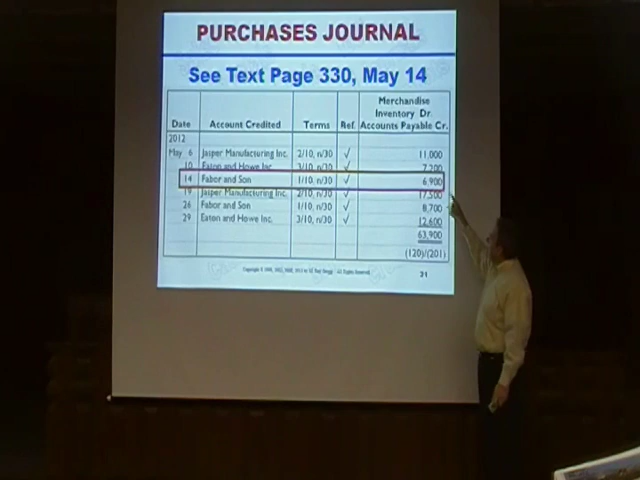 PURCHASES JOURNAL
See Text Page 330, May 14
Date Account Credited Terms Ref. Merchandise Inventory Dr. Accounts Payable Cr.
2012
May 6 Jasper Manufacturing Inc. 2/10, n/30 √ 11,000
10 Eaton and Howe Inc. 3/10, n/30 √ 7,200
14 Fabor and Son 1/10, n/30 √ 6,900
19 Jasper Manufacturing Inc. 2/10, n/30 √ 17,500
26 Fabor and Son 1/10, n/30 √ 8,700
29 Eaton and Howe Inc. 3/10, n/30 √ 12,600
63,900
(120)/(201)
31